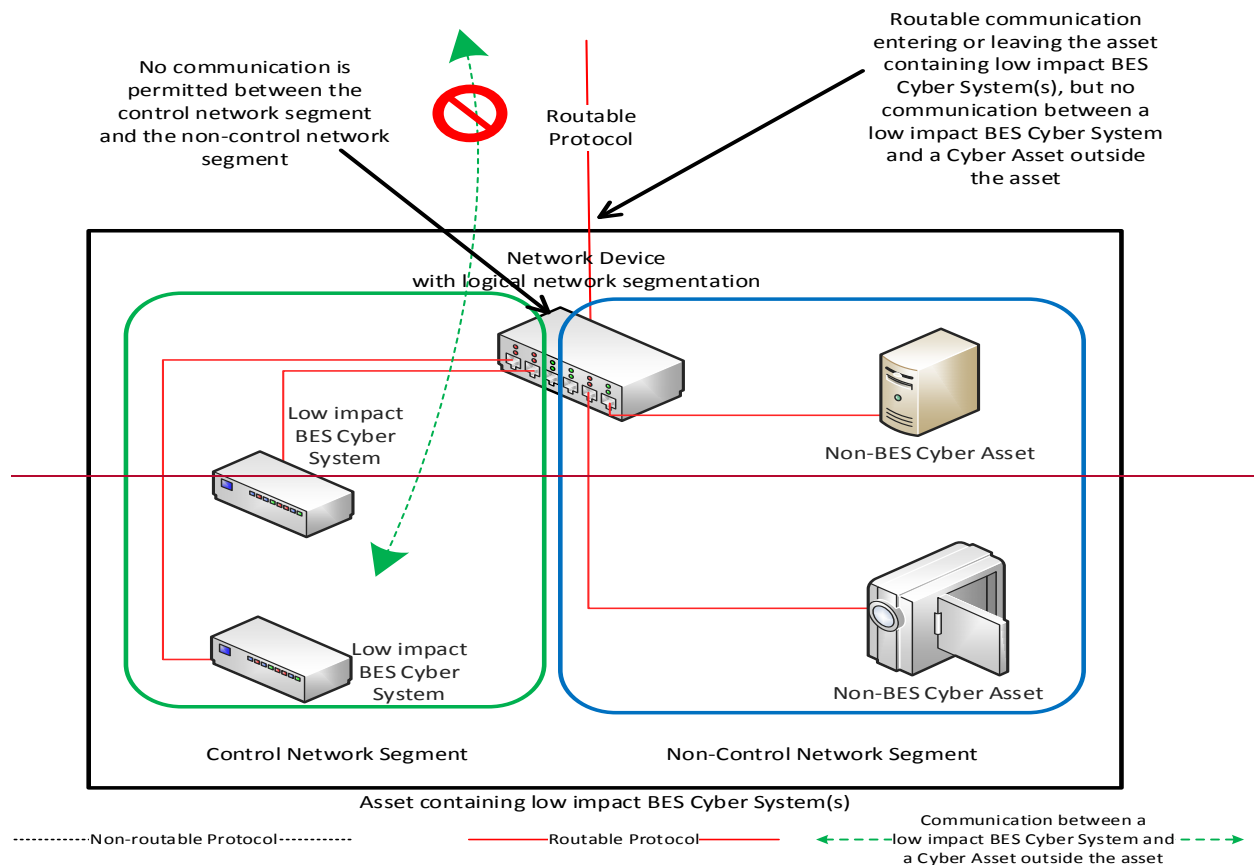 No communication is
permitted between the
control network segment
and the non-control network
segment
Routable
Protocol
Routable communication
entering or leaving the asset
containing low impact BES
Cyber System(s), but no
communication between a
low impact BES Cyber System
and a Cyber Asset outside
the asset
Network Device
with logical network segmentation
Low impact
BES Cyber
System
Non-BES Cyber Asset
Low impact
BES Cyber
System
Non-BES Cyber Asset
Control Network Segment
Non-Control Network Segment
Asset containing low impact BES Cyber System(s)
Non-routable Protocol
Routable Protocol
Communication between a
low impact BES Cyber System and
a Cyber Asset outside the asset